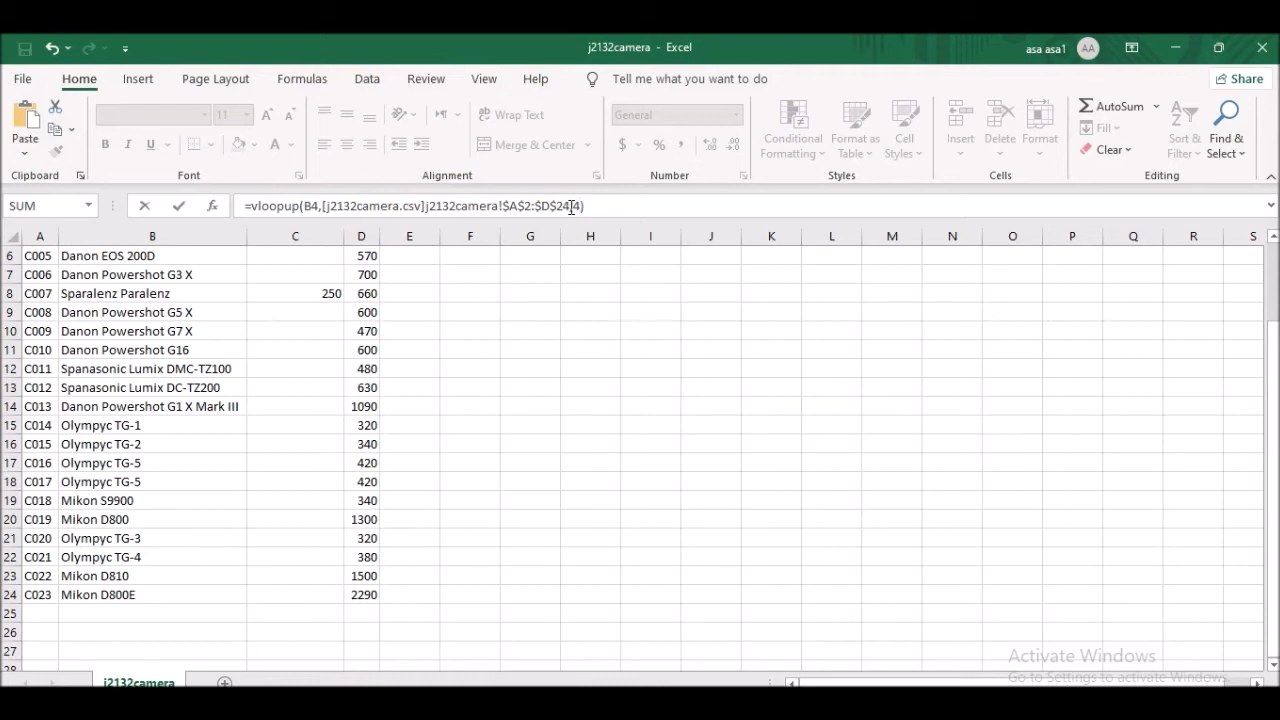 j2132camera - Excel
asa asa1 AA
File Home Insert Page Layout Formulas Data Review View Help Tell me what you want to do Share
11 General AutoSum
Paste B I U A Wrap Text Merge & Center $ % Conditional Formatting Format as Table Cell Styles Insert Delete Format Fill Clear Sort & Filter Find & Select
Clipboard Font Alignment Number Styles Cells Editing
SUM fx =vloopup(B4,[j2132camera.csv]j2132camera!$A$2:$D$24,4)
A B C D E F G H I J K L M N O P Q R S
6 C005 Danon EOS 200D 570
7 C006 Danon Powershot G3 X 700
8 C007 Sparalenz Paralenz 250 660
9 C008 Danon Powershot G5 X 600
10 C009 Danon Powershot G7 X 470
11 C010 Danon Powershot G16 600
12 C011 Spanasonic Lumix DMC-TZ100 480
13 C012 Spanasonic Lumix DC-TZ200 630
14 C013 Danon Powershot G1 X Mark III 1090
15 C014 Olympyc TG-1 320
16 C015 Olympyc TG-2 340
17 C016 Olympyc TG-5 420
18 C017 Olympyc TG-5 420
19 C018 Mikon S9900 340
20 C019 Mikon D800 1300
21 C020 Olympyc TG-3 320
22 C021 Olympyc TG-4 380
23 C022 Mikon D810 1500
24 C023 Mikon D800E 2290
25
26
27
28
Activate Windows
Go to Settings to activate Windows.
j2132camera